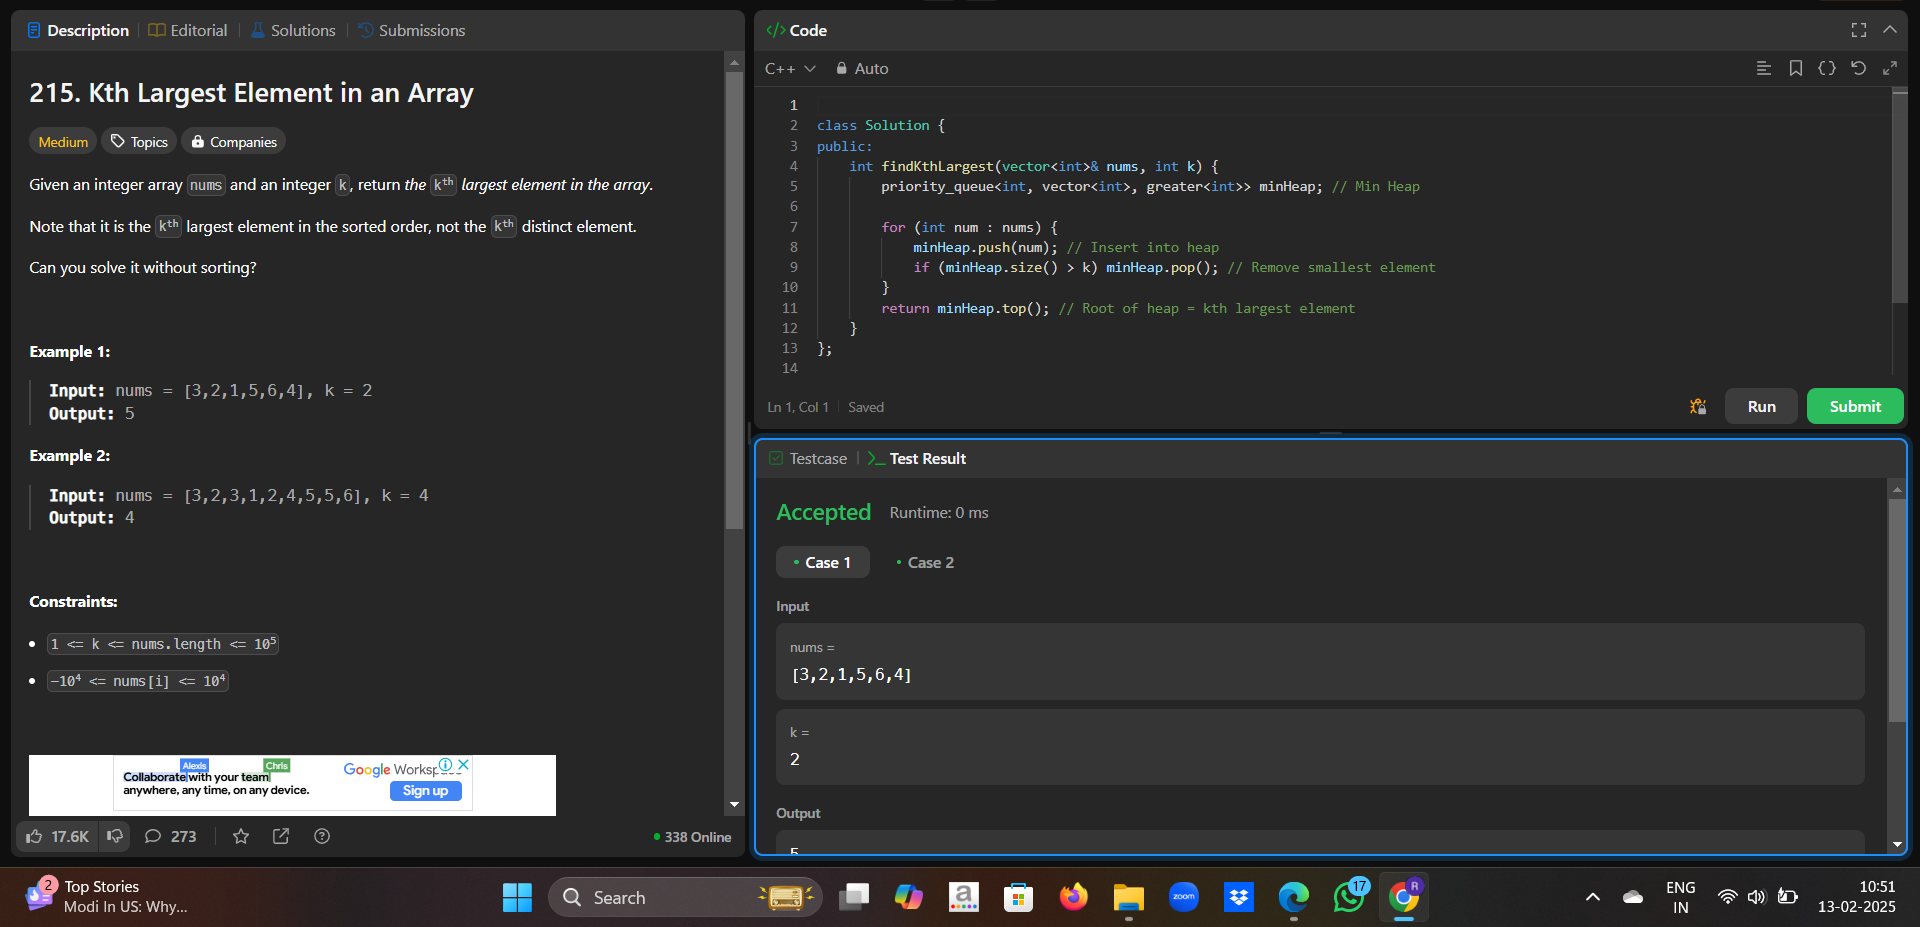 Description
Editorial
Solutions
Submissions
215. Kth Largest Element in an Array
Medium
Topics
Companies
Given an integer array nums and an integer k, return the kth largest element in the array.
Note that it is the kth largest element in the sorted order, not the kth distinct element.
Can you solve it without sorting?
Example 1:
Input: nums = [3,2,1,5,6,4], k = 2
Output: 5
Example 2:
Input: nums = [3,2,3,1,2,4,5,5,6], k = 4
Output: 4
Constraints:
1 <= k <= nums.length <= 10⁵
-10⁴ <= nums[i] <= 10⁴
Alexis
Chris
Collaborate with your team
anywhere, any time, on any device.
Google
Sign up
17.6K
273
338 Online
</> Code
C++
Auto
1
2 class Solution {
3 public:
4 int findKthLargest(vector<int>& nums, int k) {
5 priority_queue<int, vector<int>, greater<int>> minHeap; // Min Heap
6
7 for (int num : nums) {
8 minHeap.push(num); // Insert into heap
9 if (minHeap.size() > k) minHeap.pop(); // Remove smallest element
10 }
11 return minHeap.top(); // Root of heap = kth largest element
12 }
13 };
14
Ln 1, Col 1
Saved
Run
Submit
Testcase
>_ Test Result
Accepted
Runtime: 0 ms
Case 1
Case 2
Input
nums =
[3,2,1,5,6,4]
k =
2
Output
5
2
Top Stories
Modi In US: Why...
Search
a
zoom
17
R
ENG
IN
10:51
13-02-2025